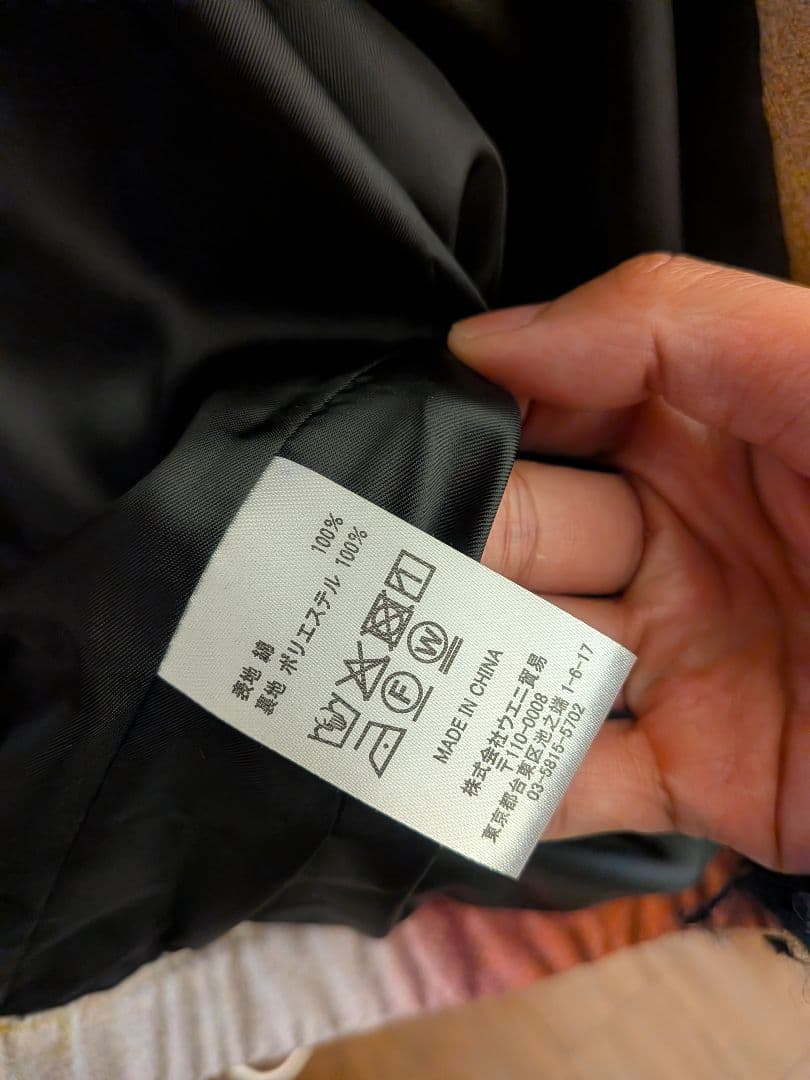 表地 綿 100%
裏地 ポリエステル 100%
F W
MADE IN CHINA
株式会社ウエニ貿易
〒110-0008
東京都台東区池之端 1-6-17
03-5815-5702